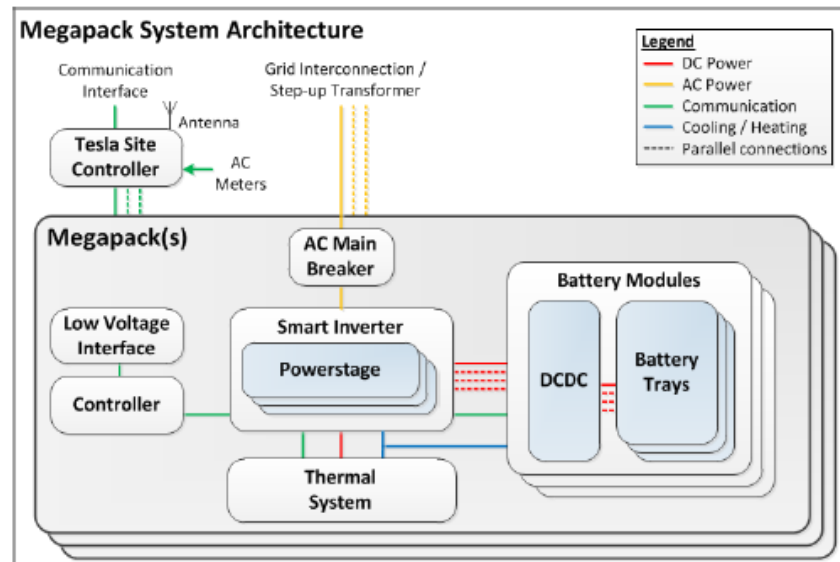 Megapack System Architecture
Legend
DC Power
AC Power
Communication
Cooling / Heating
Parallel connections
Communication
Interface
Grid Interconnection /
Step-up Transformer
Antenna
Tesla Site
Controller
AC
Meters
Megapack(s)
AC Main
Breaker
Low Voltage
Interface
Controller
Smart Inverter
Powerstage
Battery Modules
DCDC
Battery
Trays
Thermal
System